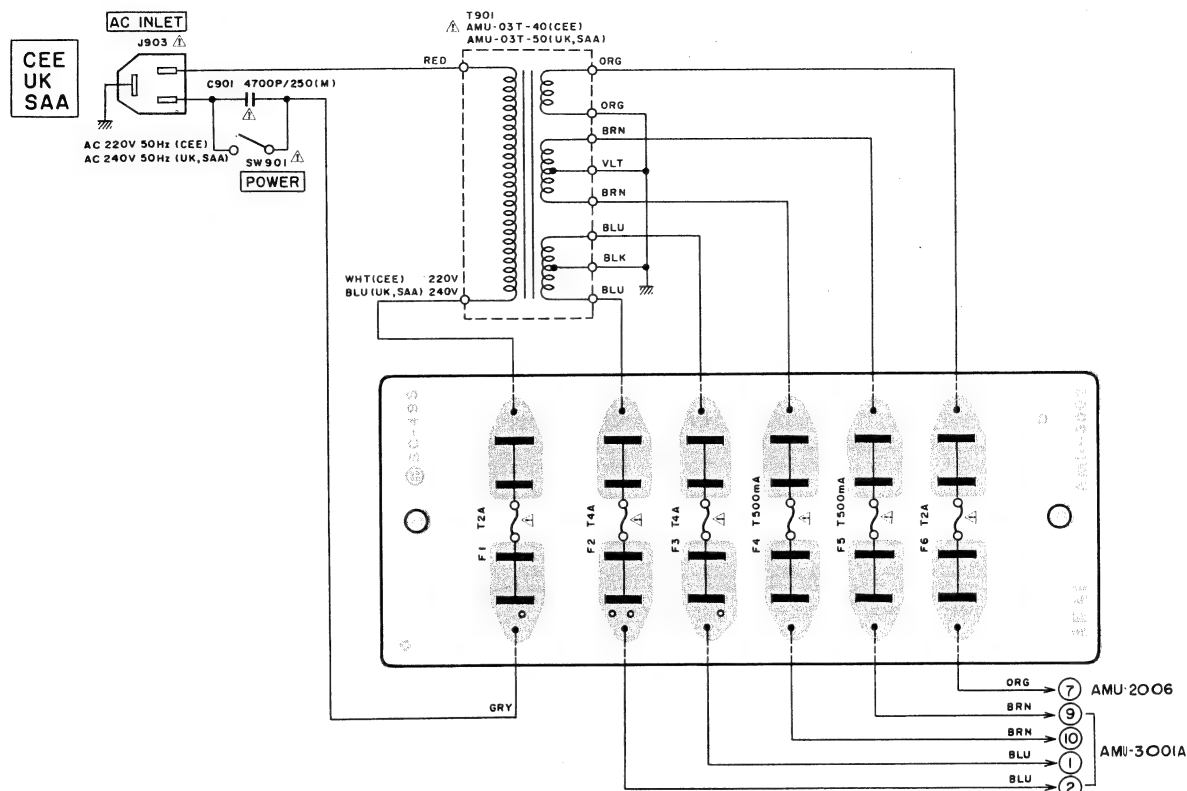 CEE
UK
SAA
AC INLET
J903
C901 4700P/250(M)
AC 220V 50Hz (CEE)
AC 240V 50Hz (UK,SAA)
SW901
POWER
T901
AMU-03T-40(CEE)
AMU-03T-50(UK,SAA)
RED
WHT(CEE) 220V
BLU(UK,SAA) 240V
ORG
ORG
BRN
VLT
BRN
BLU
BLK
BLU
F1 T2A
F2 T4A
F3 T4A
F4 T500mA
F5 T500mA
F6 T2A
GRY
ORG 7 AMU-2006
BRN 9
BRN 10
AMU-3001A
BLU 1
BLU 2